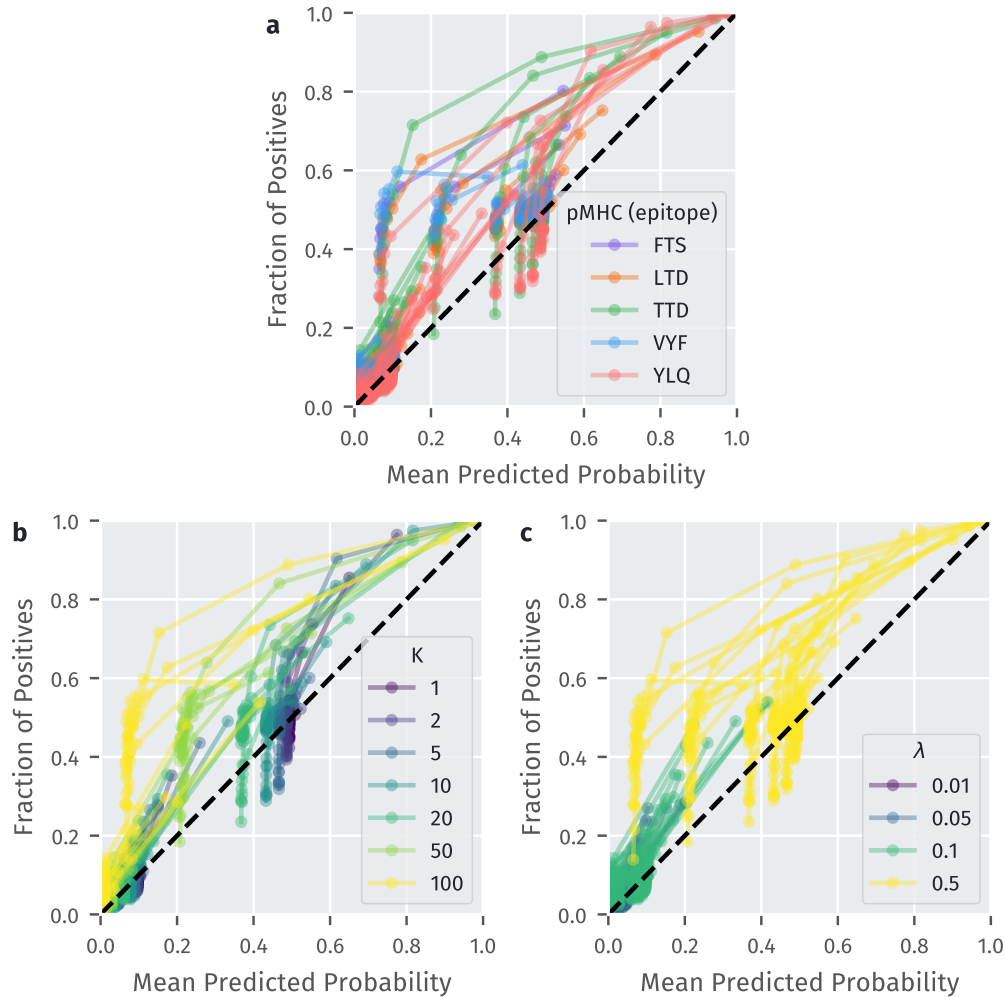 a
1.0
0.8
0.6
0.4
0.2
0.0
Fraction of Positives
pMHC (epitope)
FTS
LTD
TTD
VYF
YLQ
0.0 0.2 0.4 0.6 0.8 1.0
Mean Predicted Probability
b
1.0
0.8
0.6
0.4
0.2
0.0
Fraction of Positives
K
1
2
5
10
20
50
100
0.0 0.2 0.4 0.6 0.8 1.0
Mean Predicted Probability
c
1.0
0.8
0.6
0.4
0.2
0.0
Fraction of Positives
λ
0.01
0.05
0.1
0.5
0.0 0.2 0.4 0.6 0.8 1.0
Mean Predicted Probability